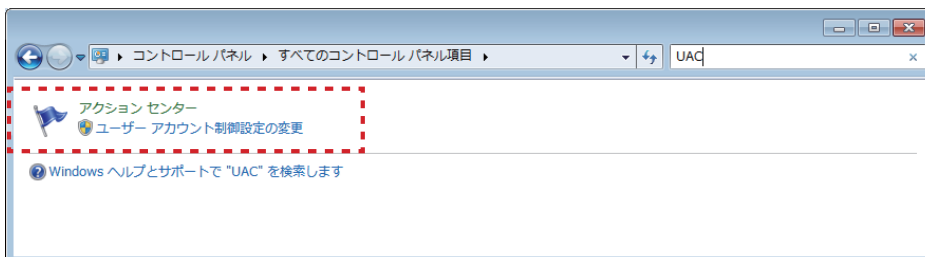 コントロール パネル ▸ すべてのコントロール パネル項目 ▸ UAC
アクション センター
ユーザー アカウント制御設定の変更
Windows ヘルプとサポートで "UAC" を検索します